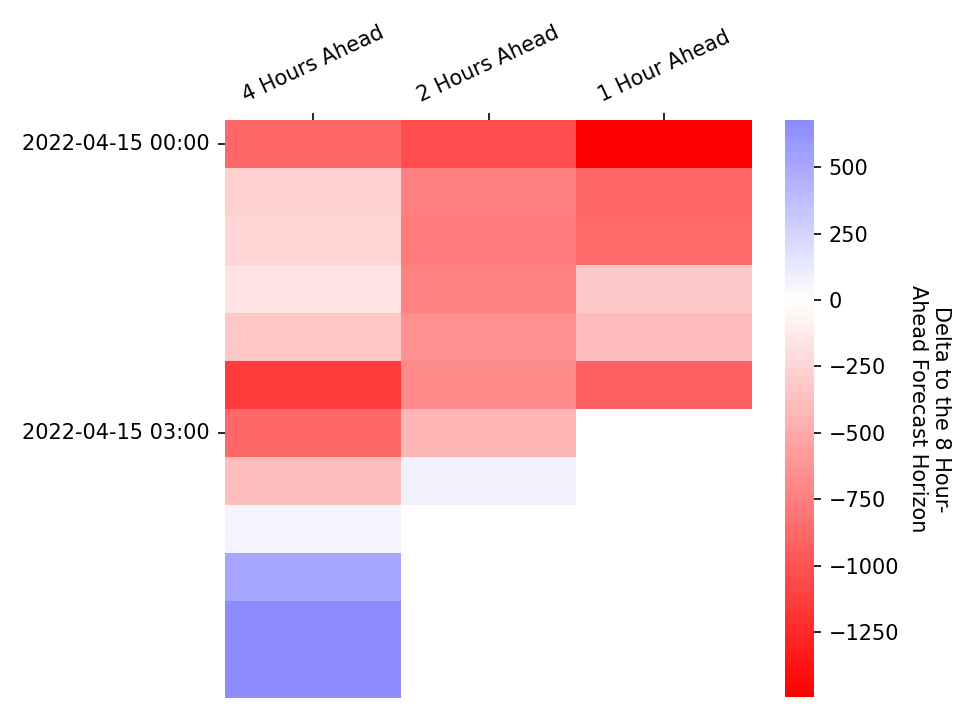 4 Hours Ahead
2 Hours Ahead
1 Hour Ahead
2022-04-15 00:00
2022-04-15 03:00
500
250
0
−250
−500
−750
−1000
−1250
Delta to the 8 Hour-
Ahead Forecast Horizon